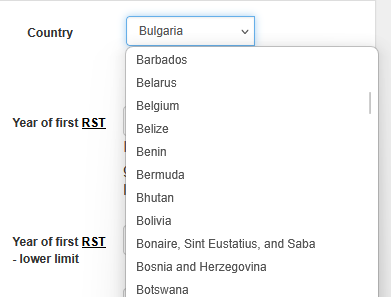 Country
Bulgaria
Barbados
Belarus
Belgium
Belize
Benin
Bermuda
Bhutan
Bolivia
Bonaire, Sint Eustatius, and Saba
Bosnia and Herzegovina
Botswana
Year of first RST
Year of first RST
- lower limit